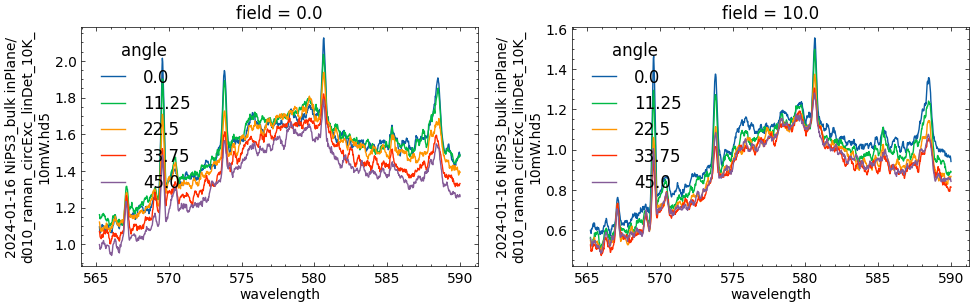 field = 0.0
2024-01-16 NiPS3_bulk inPlane/
d010_raman_circExc_linDet_10K_
10mW.hd5
angle
0.0
11.25
22.5
33.75
45.0
2.0
1.8
1.6
1.4
1.2
1.0
565 570 575 580 585 590
wavelength
field = 10.0
2024-01-16 NiPS3_bulk inPlane/
d010_raman_circExc_linDet_10K_
10mW.hd5
angle
0.0
11.25
22.5
33.75
45.0
1.6
1.4
1.2
1.0
0.8
0.6
565 570 575 580 585 590
wavelength